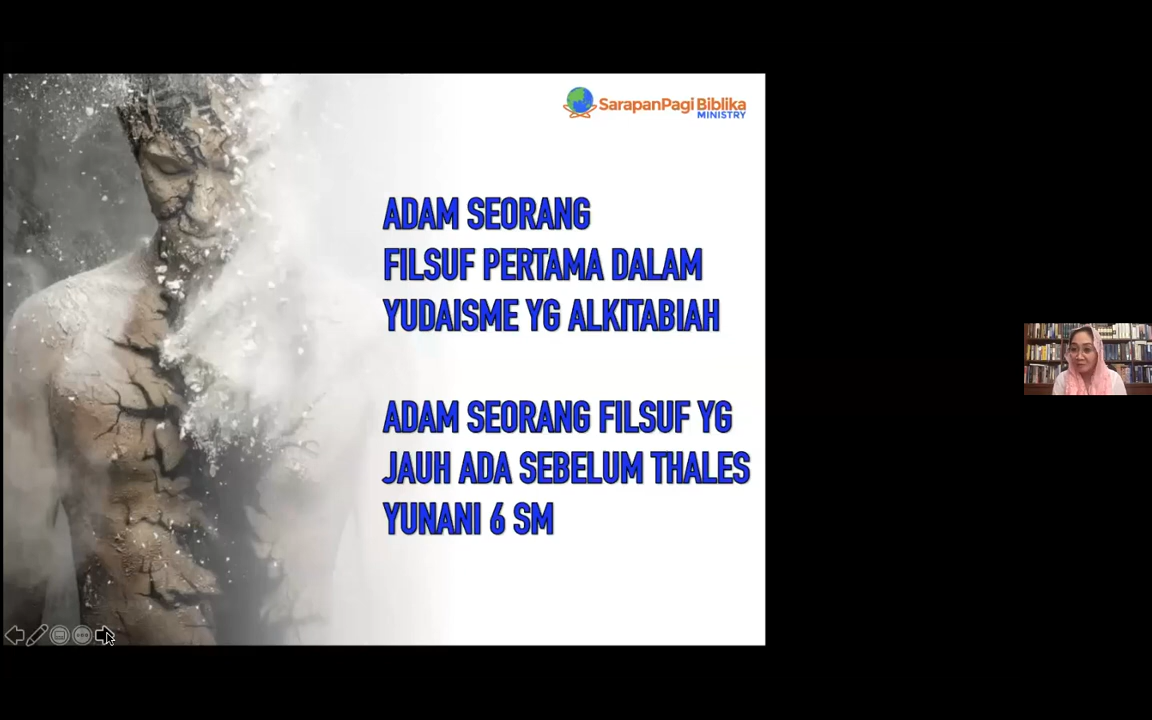 SarapanPagi Biblika
MINISTRY
ADAM SEORANG
FILSUF PERTAMA DALAM
YUDAISME YG ALKITABIAH
ADAM SEORANG FILSUF YG
JAUH ADA SEBELUM THALES
YUNANI 6 SM